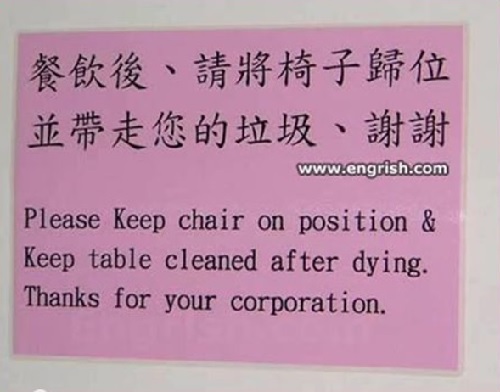 餐飲後、請將椅子歸位
並帶走您的垃圾、謝謝
www.engrish.com
Please Keep chair on position &
Keep table cleaned after dying.
Thanks for your corporation.